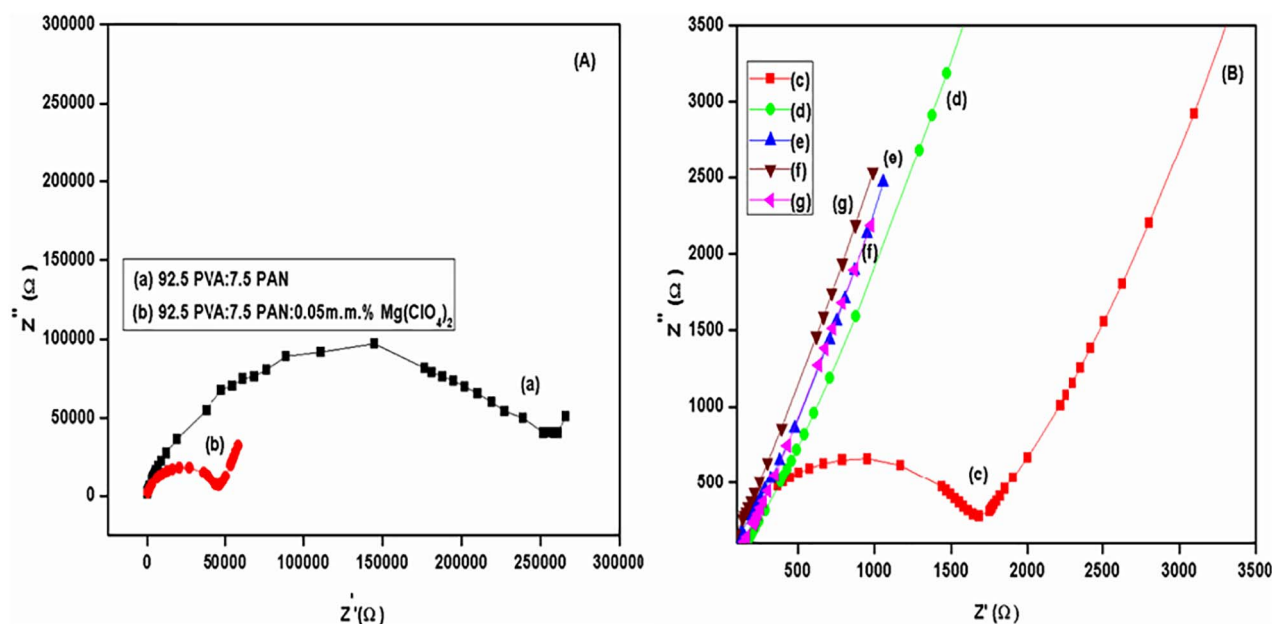 300000
250000
200000
150000
100000
50000
0
Z" (Ω)
(A)
(a) 92.5 PVA:7.5 PAN
(b) 92.5 PVA:7.5 PAN:0.05m.m.% Mg(ClO4)2
(a)
(b)
0 50000 100000 150000 200000 250000 300000
Z'(Ω)
3500
3000
2500
2000
1500
1000
500
Z" (Ω)
(B)
(c)
(d)
(e)
(f)
(g)
(d)
(e)
(g)
(f)
(c)
500 1000 1500 2000 2500 3000 3500
Z' (Ω)